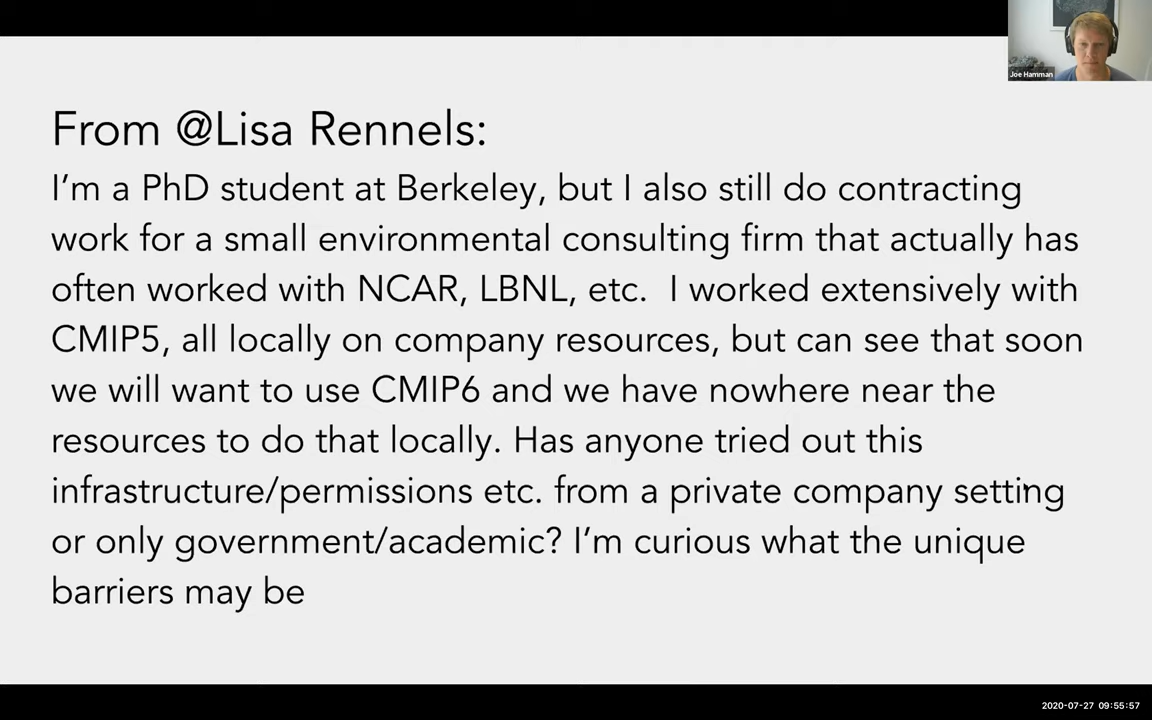 Joe Hamman
From @Lisa Rennels:
I’m a PhD student at Berkeley, but I also still do contracting
work for a small environmental consulting firm that actually has
often worked with NCAR, LBNL, etc.  I worked extensively with
CMIP5, all locally on company resources, but can see that soon
we will want to use CMIP6 and we have nowhere near the
resources to do that locally. Has anyone tried out this
infrastructure/permissions etc. from a private company setting
or only government/academic? I’m curious what the unique
barriers may be
2020-07-27 09:55:57